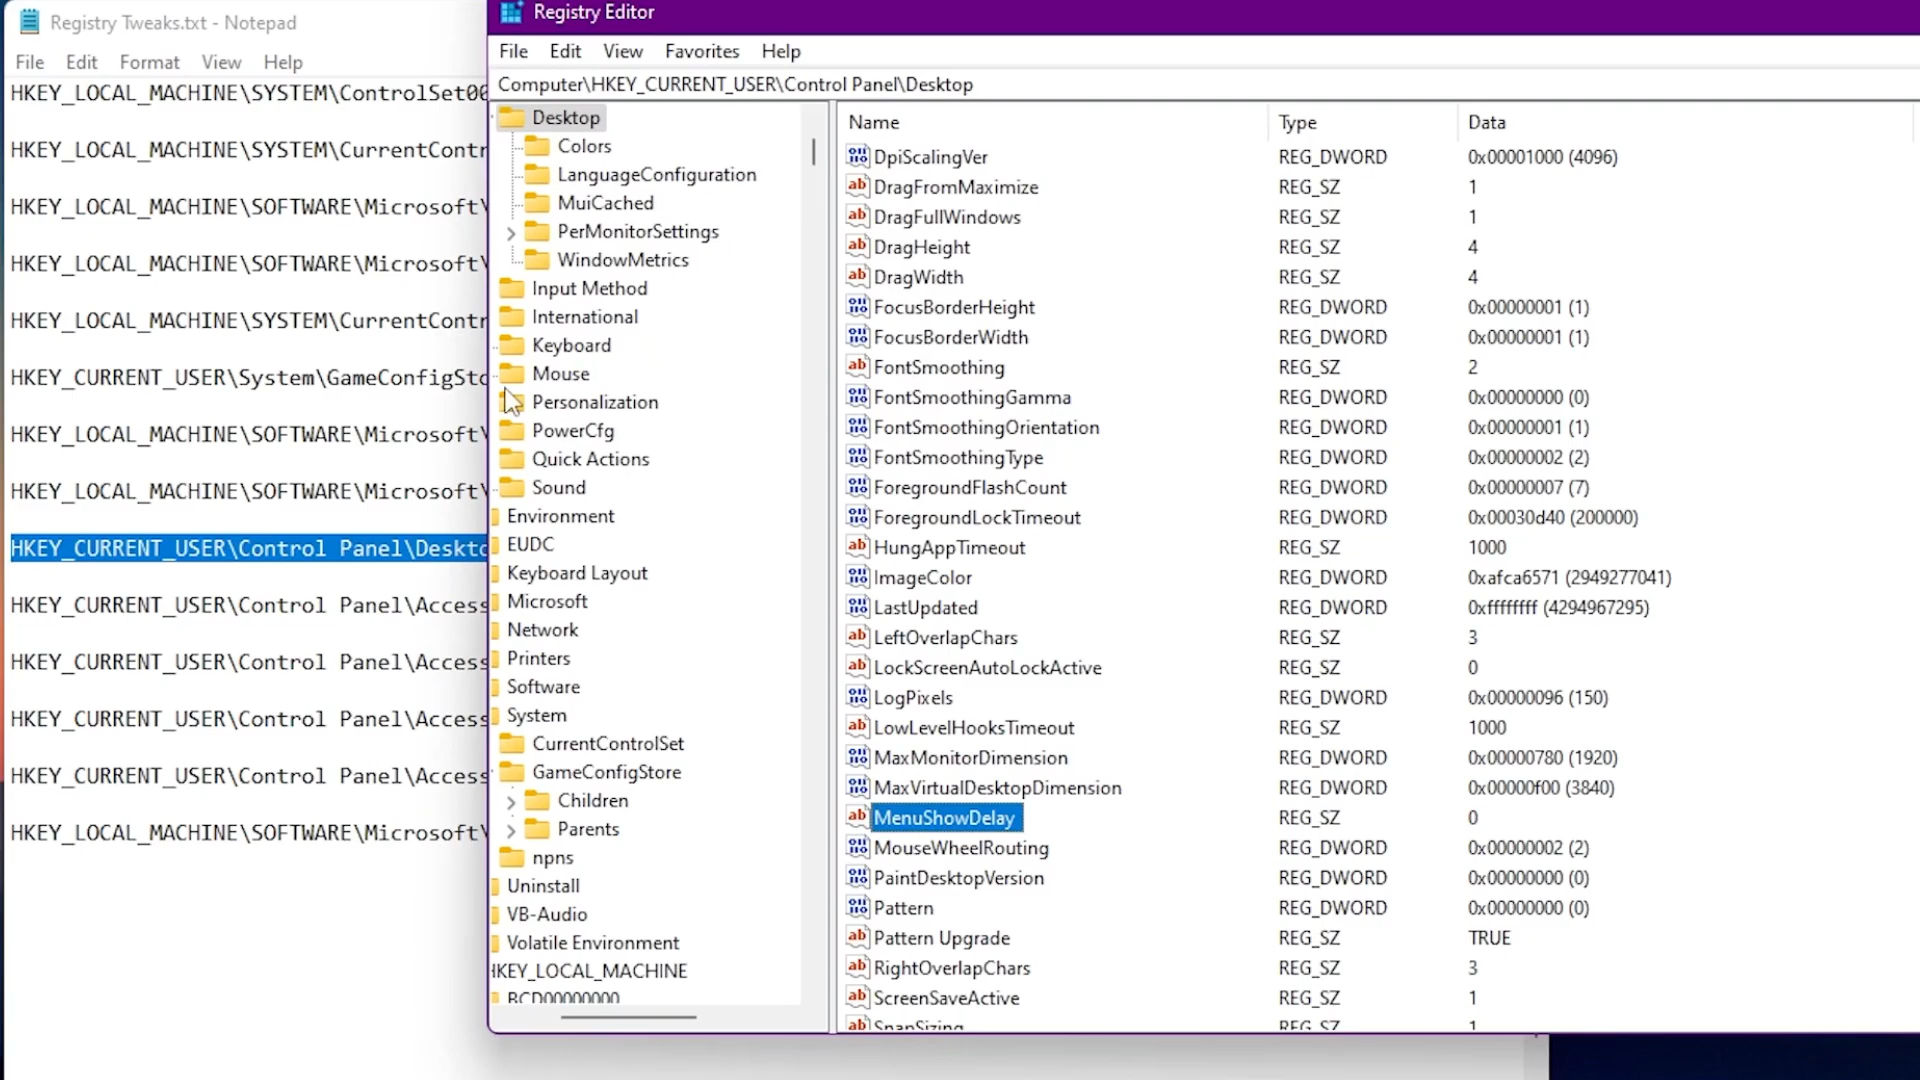 Registry Tweaks.txt - Notepad
File Edit Format View Help
HKEY_LOCAL_MACHINE\SYSTEM\ControlSet00
HKEY_LOCAL_MACHINE\SYSTEM\CurrentContr
HKEY_LOCAL_MACHINE\SOFTWARE\Microsoft\
HKEY_LOCAL_MACHINE\SOFTWARE\Microsoft\
HKEY_LOCAL_MACHINE\SYSTEM\CurrentContr
HKEY_CURRENT_USER\System\GameConfigSto
HKEY_LOCAL_MACHINE\SOFTWARE\Microsoft\
HKEY_LOCAL_MACHINE\SOFTWARE\Microsoft\
HKEY_CURRENT_USER\Control Panel\Deskto
HKEY_CURRENT_USER\Control Panel\Access
HKEY_CURRENT_USER\Control Panel\Access
HKEY_CURRENT_USER\Control Panel\Access
HKEY_CURRENT_USER\Control Panel\Access
HKEY_LOCAL_MACHINE\SOFTWARE\Microsoft\
Registry Editor
File Edit View Favorites Help
Computer\HKEY_CURRENT_USER\Control Panel\Desktop
Desktop
Colors
LanguageConfiguration
MuiCached
PerMonitorSettings
WindowMetrics
Input Method
International
Keyboard
Mouse
Personalization
PowerCfg
Quick Actions
Sound
Environment
EUDC
Keyboard Layout
Microsoft
Network
Printers
Software
System
CurrentControlSet
GameConfigStore
Children
Parents
npns
Uninstall
VB-Audio
Volatile Environment
HKEY_LOCAL_MACHINE
BCD00000000
Name Type Data
DpiScalingVer REG_DWORD 0x00001000 (4096)
DragFromMaximize REG_SZ 1
DragFullWindows REG_SZ 1
DragHeight REG_SZ 4
DragWidth REG_SZ 4
FocusBorderHeight REG_DWORD 0x00000001 (1)
FocusBorderWidth REG_DWORD 0x00000001 (1)
FontSmoothing REG_SZ 2
FontSmoothingGamma REG_DWORD 0x00000000 (0)
FontSmoothingOrientation REG_DWORD 0x00000001 (1)
FontSmoothingType REG_DWORD 0x00000002 (2)
ForegroundFlashCount REG_DWORD 0x00000007 (7)
ForegroundLockTimeout REG_DWORD 0x00030d40 (200000)
HungAppTimeout REG_SZ 1000
ImageColor REG_DWORD 0xafca6571 (2949277041)
LastUpdated REG_DWORD 0xffffffff (4294967295)
LeftOverlapChars REG_SZ 3
LockScreenAutoLockActive REG_SZ 0
LogPixels REG_DWORD 0x00000096 (150)
LowLevelHooksTimeout REG_SZ 1000
MaxMonitorDimension REG_DWORD 0x00000780 (1920)
MaxVirtualDesktopDimension REG_DWORD 0x00000f00 (3840)
MenuShowDelay REG_SZ 0
MouseWheelRouting REG_DWORD 0x00000002 (2)
PaintDesktopVersion REG_DWORD 0x00000000 (0)
Pattern REG_DWORD 0x00000000 (0)
Pattern Upgrade REG_SZ TRUE
RightOverlapChars REG_SZ 3
ScreenSaveActive REG_SZ 1
SnapSizing REG_SZ 1